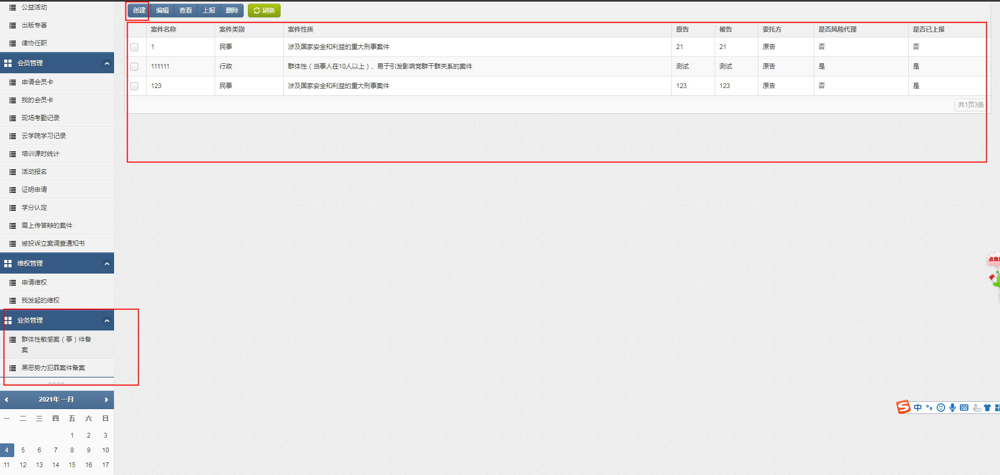 公益活动
出版专著
律协任职
会员管理
申请会员卡
我的会员卡
现场考勤记录
云学院学习记录
培训课时统计
活动报名
证明申请
学分认定
需上传答辩的案件
被投诉立案调查通知书
维权管理
申请维权
我发起的维权
业务管理
群体性敏感案（事）件备
案
黑恶势力犯罪案件备案
2021年 一月
一 二 三 四 五 六 日
1 2 3
4 5 6 7 8 9 10
11 12 13 14 15 16 17
创建 编辑 查看 上报 删除 刷新
案件名称 案件类别 案件性质 原告 被告 委托方 是否风险代理 是否已上报
1 民事 涉及国家安全和利益的重大刑事案件 21 21 原告 否 否
111111 行政 群体性（当事人在10人以上）、易于引发影响党群干群关系的案件 测试 测试 原告 是 是
123 民事 涉及国家安全和利益的重大刑事案件 123 123 原告 否 是
共1页3条
点我
S 中